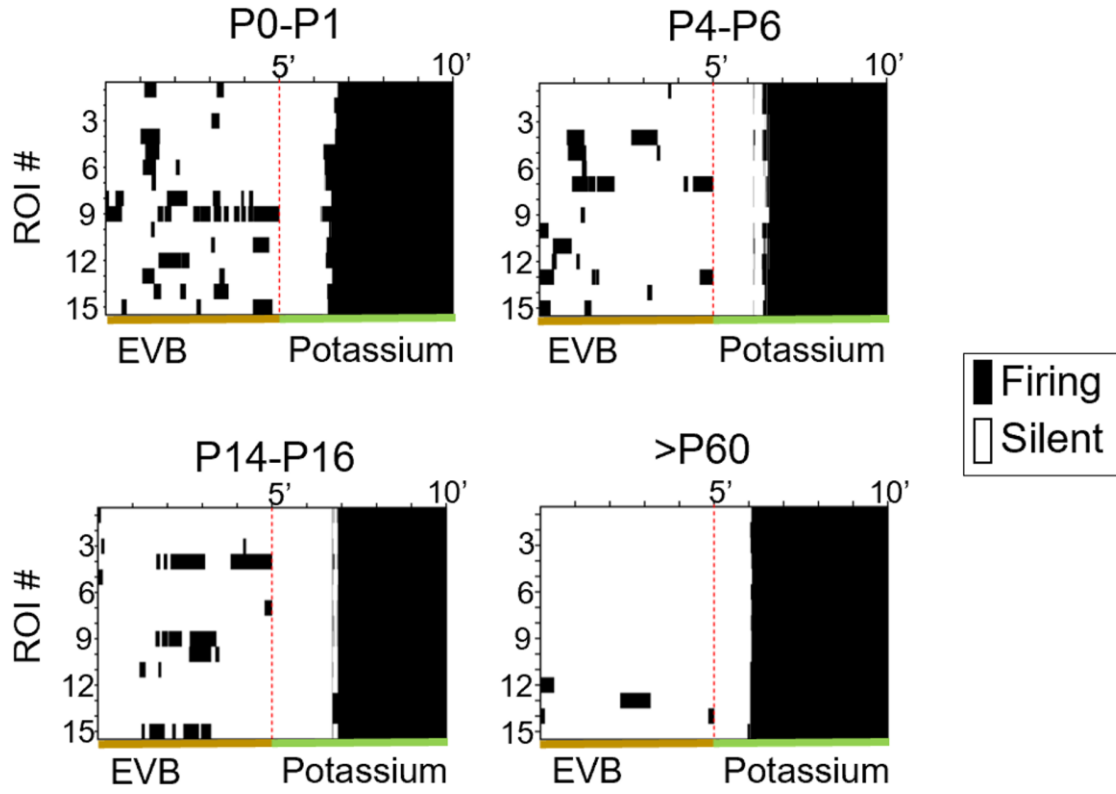 P0-P1
5’ 10’
ROI #
3
6
9
12
15
EVB Potassium
P4-P6
5’ 10’
3
6
9
12
15
EVB Potassium
Firing
Silent
P14-P16
5’ 10’
ROI #
3
6
9
12
15
EVB Potassium
>P60
5’ 10’
3
6
9
12
15
EVB Potassium